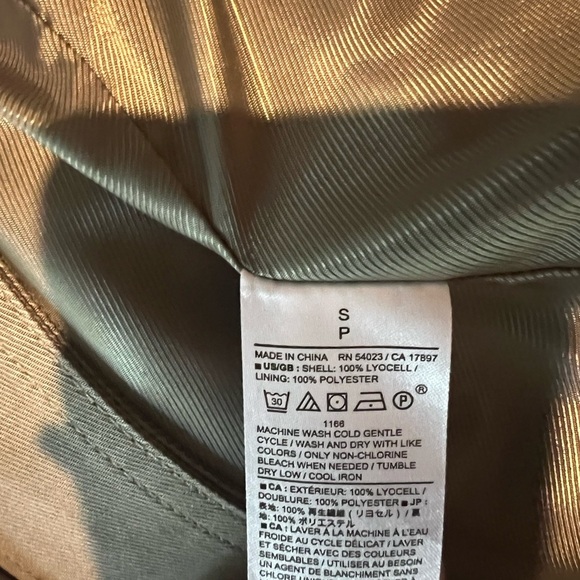 S
P
MADE IN CHINA RN 54023 / CA 17897
■ US/GB : SHELL: 100% LYOCELL /
LINING: 100% POLYESTER
30 P ®
1166
MACHINE WASH COLD GENTLE
CYCLE / WASH AND DRY WITH LIKE
COLORS / ONLY NON-CHLORINE
BLEACH WHEN NEEDED / TUMBLE
DRY LOW / COOL IRON
■ CA : EXTÉRIEUR: 100% LYOCELL /
DOUBLURE: 100% POLYESTER ■ JP :
表地: 100% 再生繊維 (リヨセル) / 裏
地: 100% ポリエステル
■ CA : LAVER À LA MACHINE À L'EAU
FROIDE AU CYCLE DÉLICAT / LAVER
ET SÉCHER AVEC DES COULEURS
SEMBLABLES / UTILISER AU BESOIN
UN AGENT DE BLANCHIMENT SANS